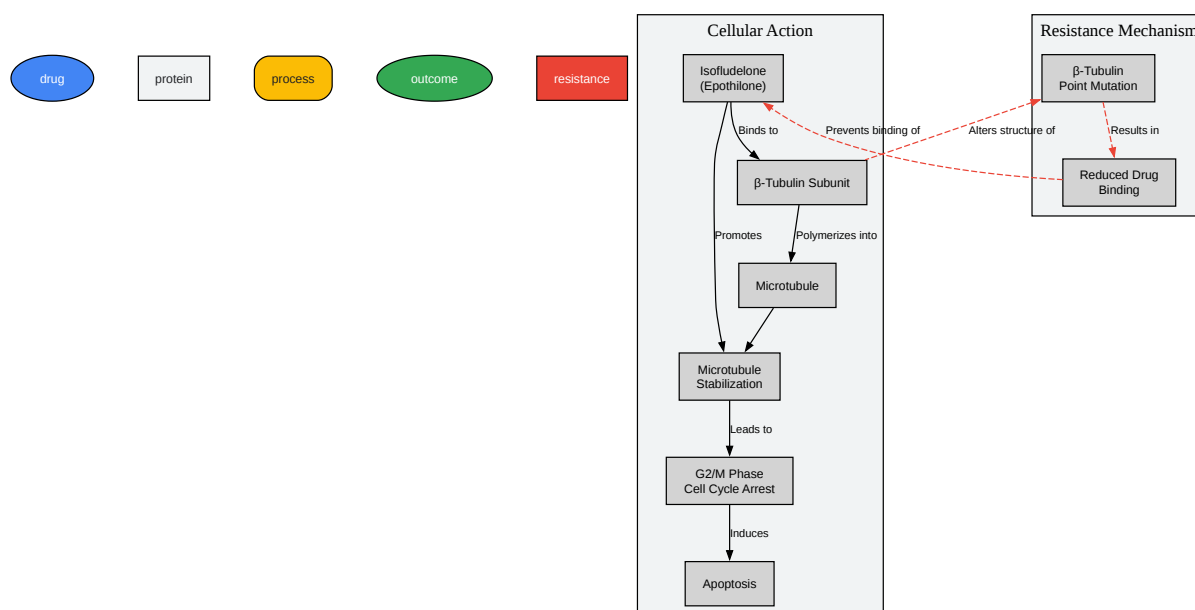 Cellular Action
Resistance Mechanism
drug
protein
process
outcome
resistance
Isofludelone
(Epothilone)
β-Tubulin
Point Mutation
Binds to
Prevents binding of
Alters structure of
Results in
β-Tubulin Subunit
Reduced Drug
Binding
Promotes
Polymerizes into
Microtubule
Microtubule
Stabilization
Leads to
G2/M Phase
Cell Cycle Arrest
Induces
Apoptosis